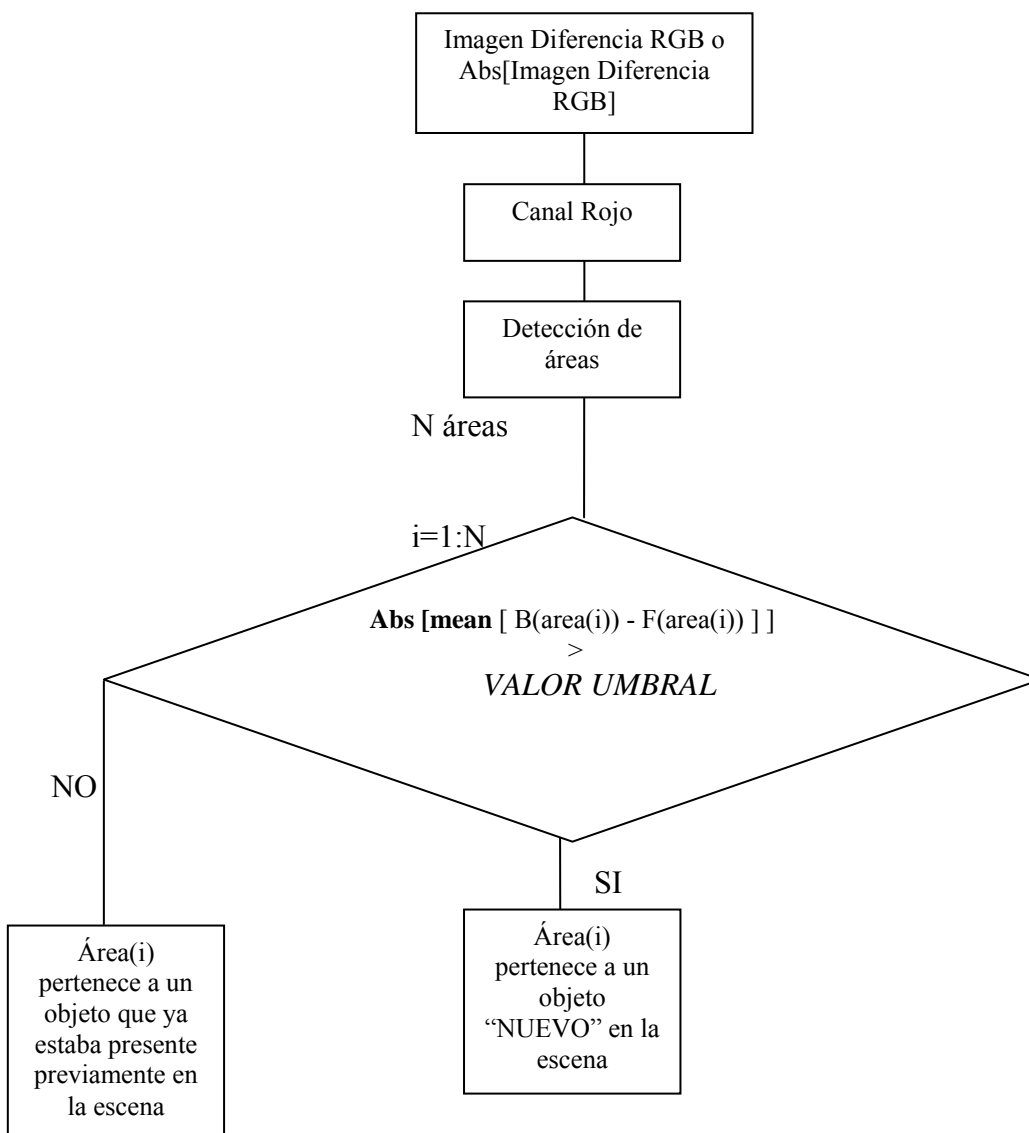 Imagen Diferencia RGB o
Abs[Imagen Diferencia
RGB]
Canal Rojo
Detección de
áreas
N áreas
i=1:N
Abs [mean [ B(area(i)) - F(area(i)) ] ]
>
VALOR UMBRAL
NO
SI
Área(i)
pertenece a un
objeto que ya
estaba presente
previamente en
la escena
Área(i)
pertenece a un
objeto
“NUEVO” en la
escena